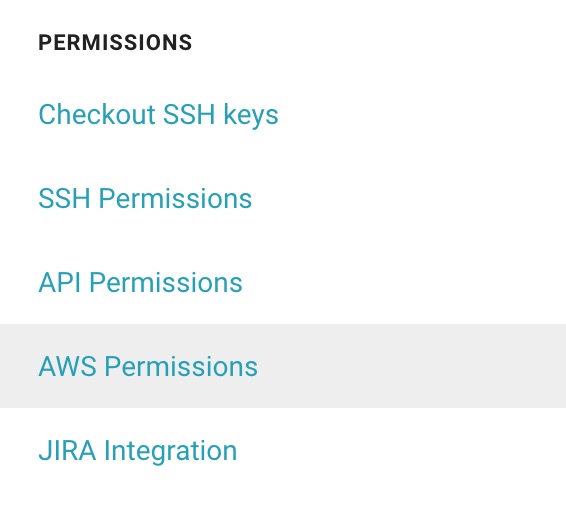 PERMISSIONS
Checkout SSH keys
SSH Permissions
API Permissions
AWS Permissions
JIRA Integration